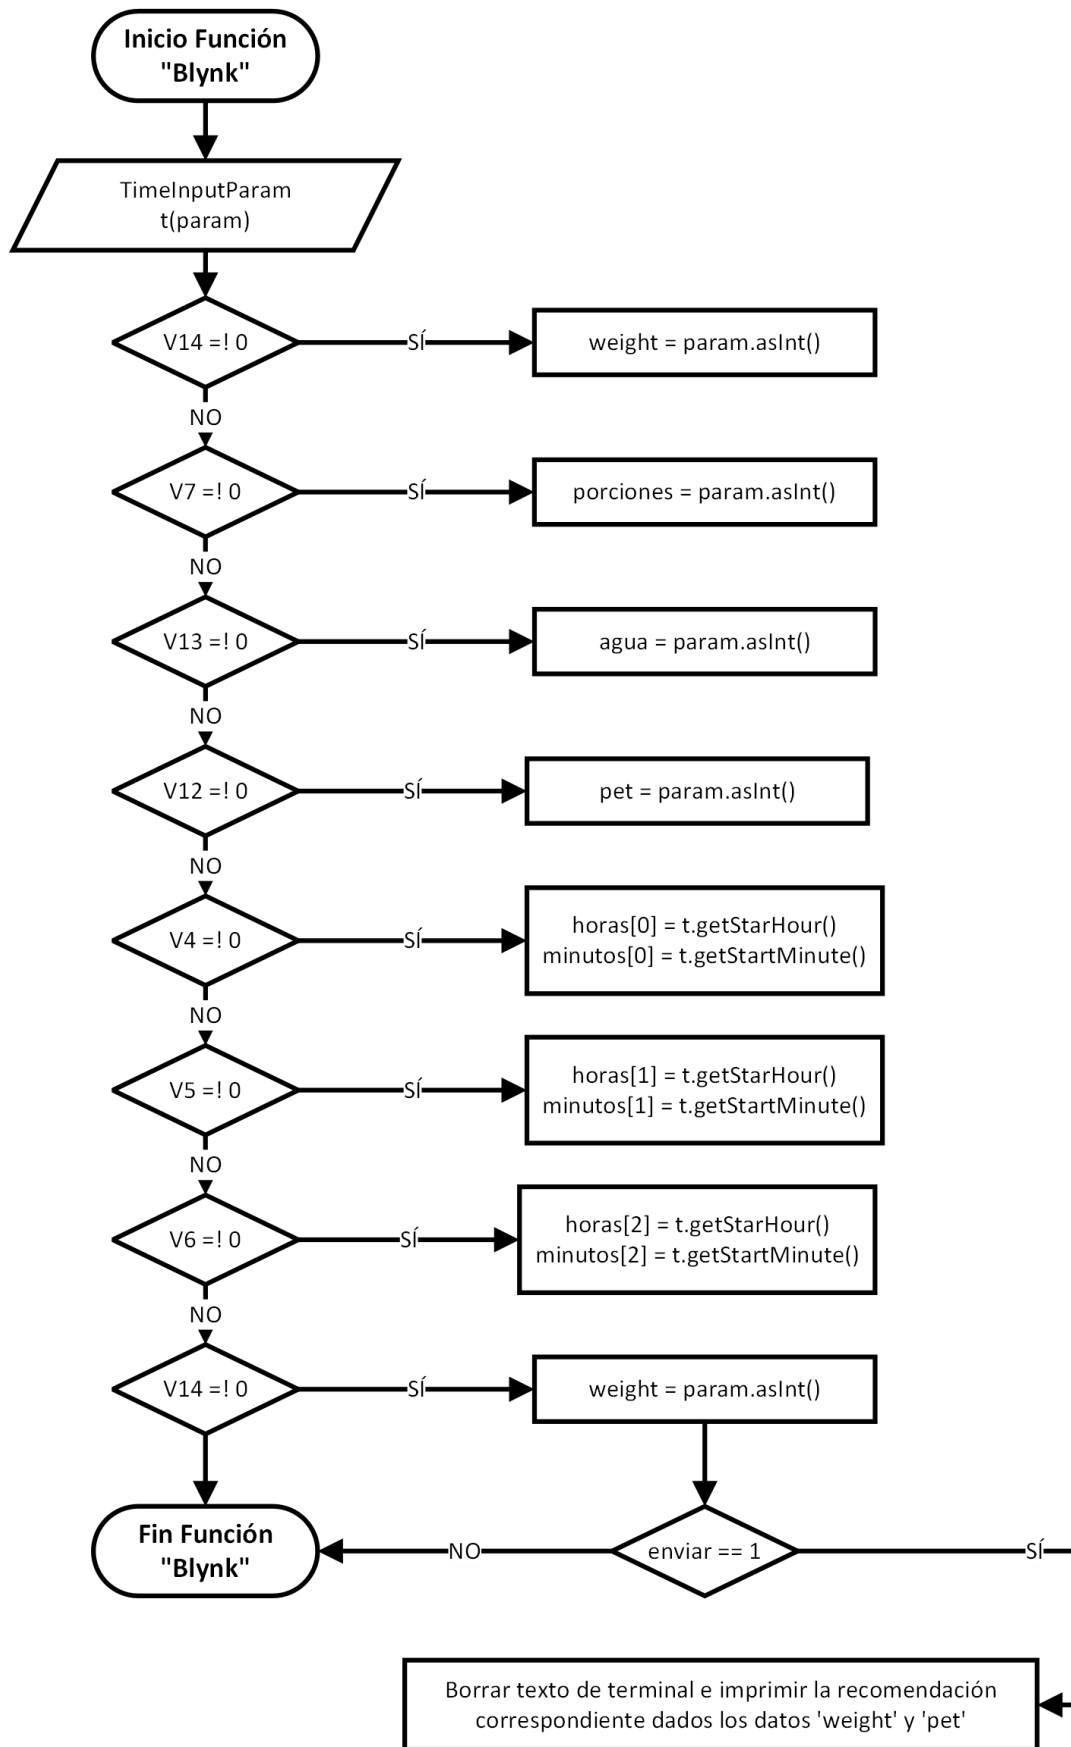 Inicio Función
"Blynk"
TimeInputParam
t(param)
V14 =! 0
SÍ
weight = param.asInt()
NO
V7 =! 0
SÍ
porciones = param.asInt()
NO
V13 =! 0
SÍ
agua = param.asInt()
NO
V12 =! 0
SÍ
pet = param.asInt()
NO
V4 =! 0
SÍ
horas[0] = t.getStarHour()
minutos[0] = t.getStartMinute()
NO
V5 =! 0
SÍ
horas[1] = t.getStarHour()
minutos[1] = t.getStartMinute()
NO
V6 =! 0
SÍ
horas[2] = t.getStarHour()
minutos[2] = t.getStartMinute()
NO
V14 =! 0
SÍ
weight = param.asInt()
Fin Función
"Blynk"
NO
enviar == 1
SÍ
Borrar texto de terminal e imprimir la recomendación
correspondiente dados los datos 'weight' y 'pet'